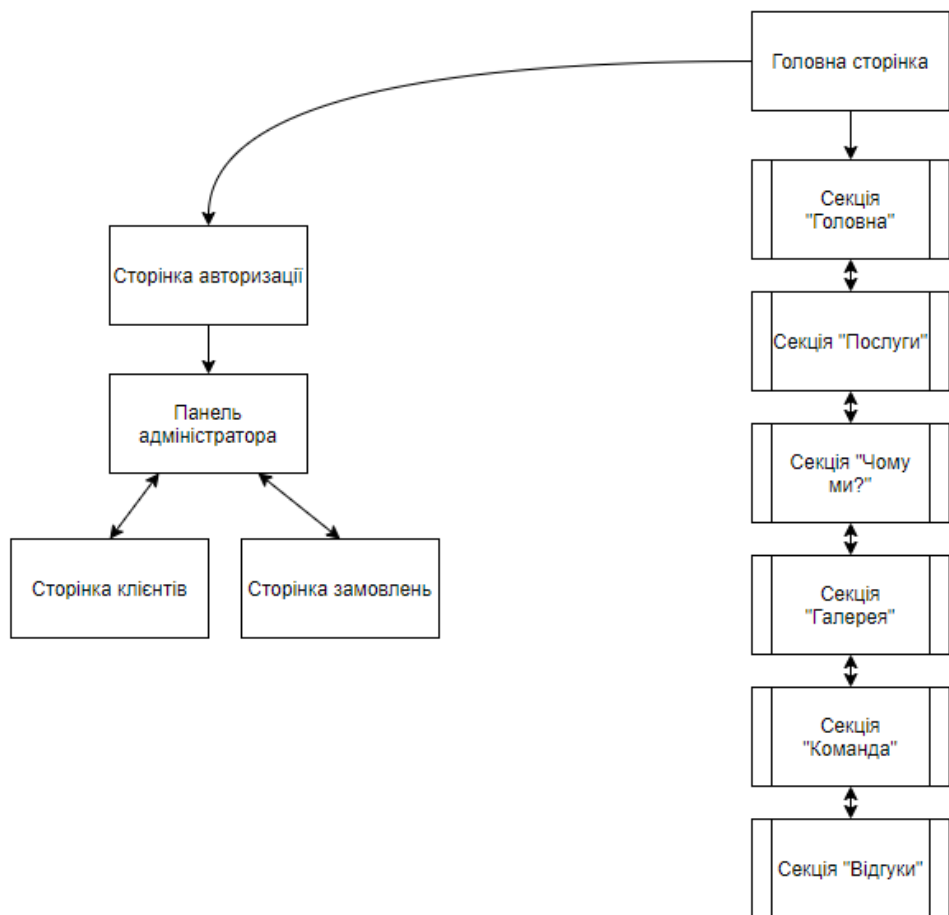 Головна сторінка
Секція
"Головна"
Сторінка авторизації
Секція "Послуги"
Панель
адміністратора
Секція "Чому
ми?"
Сторінка клієнтів
Сторінка замовлень
Секція
"Галерея"
Секція
"Команда"
Секція "Відгуки"